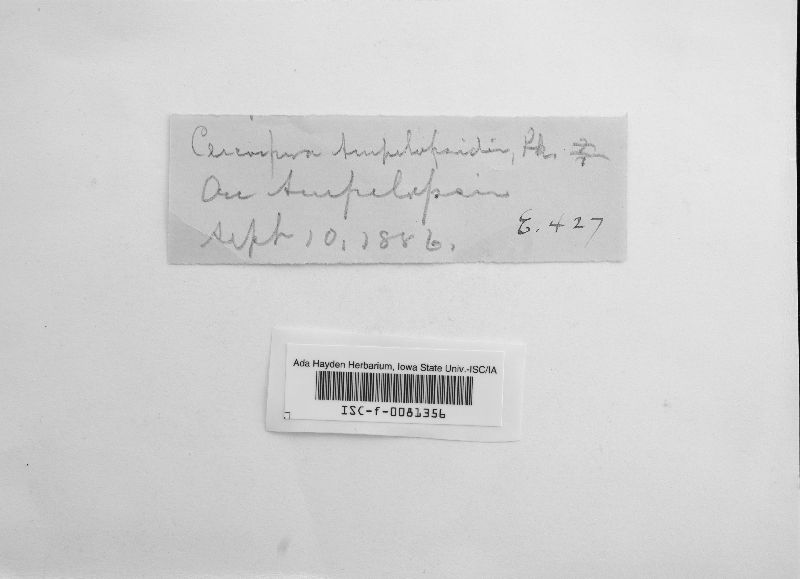 Cercospora Ampelopsidis, Pk.
On Ampelopsis
Sept 10, 1886.
E. 427
Ada Hayden Herbarium, Iowa State Univ.-ISC/IA
ISC-f-0081356